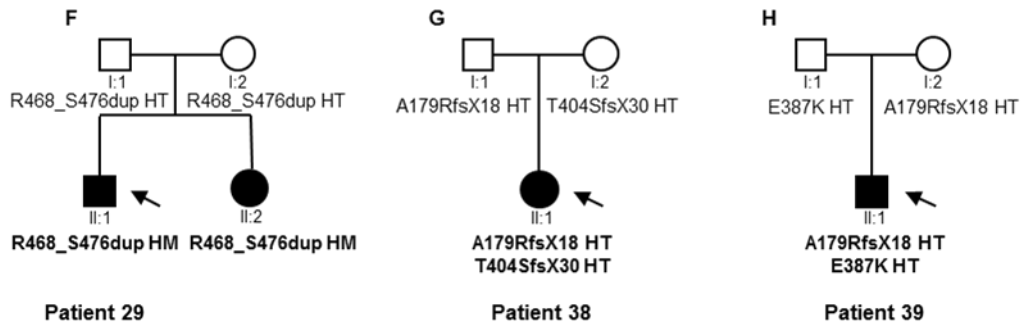 F
I:1 I:2
R468_S476dup HT R468_S476dup HT
II:1 II:2
R468_S476dup HM R468_S476dup HM
Patient 29
G
I:1 I:2
A179RfsX18 HT T404SfsX30 HT
II:1
A179RfsX18 HT
T404SfsX30 HT
Patient 38
H
I:1 I:2
E387K HT A179RfsX18 HT
II:1
A179RfsX18 HT
E387K HT
Patient 39